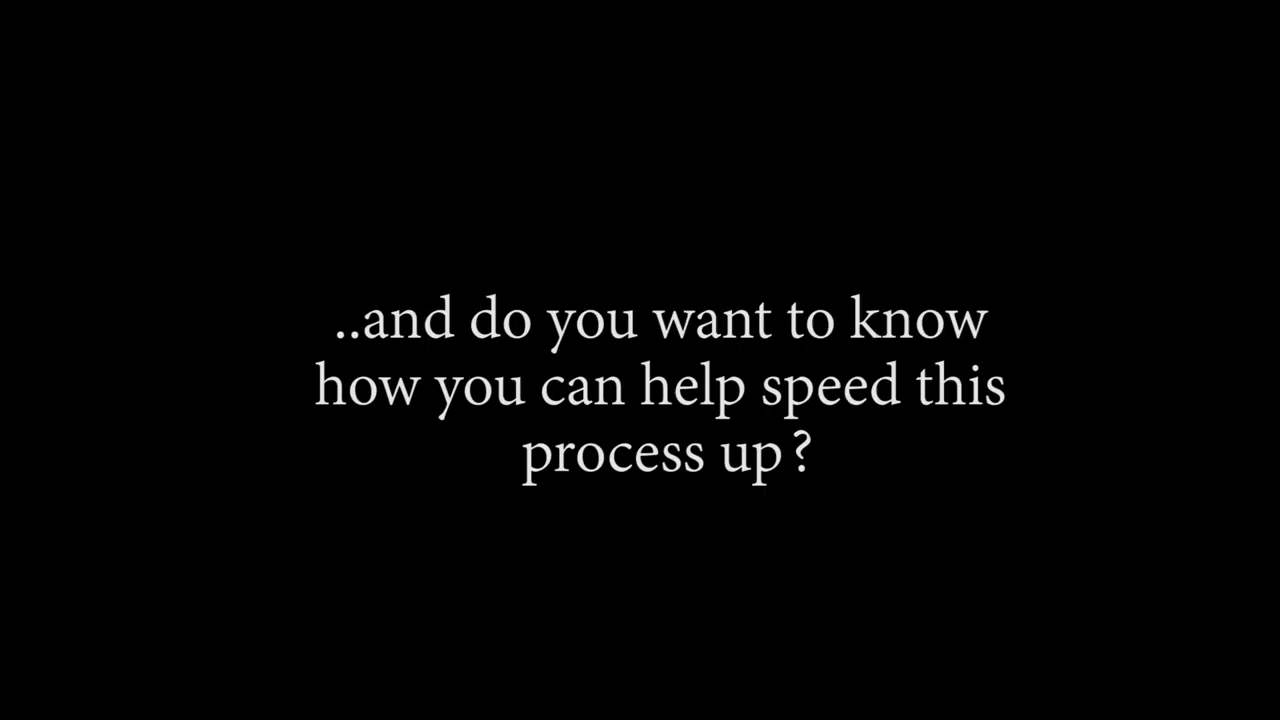 ..and do you want to know
how you can help speed this
process up?